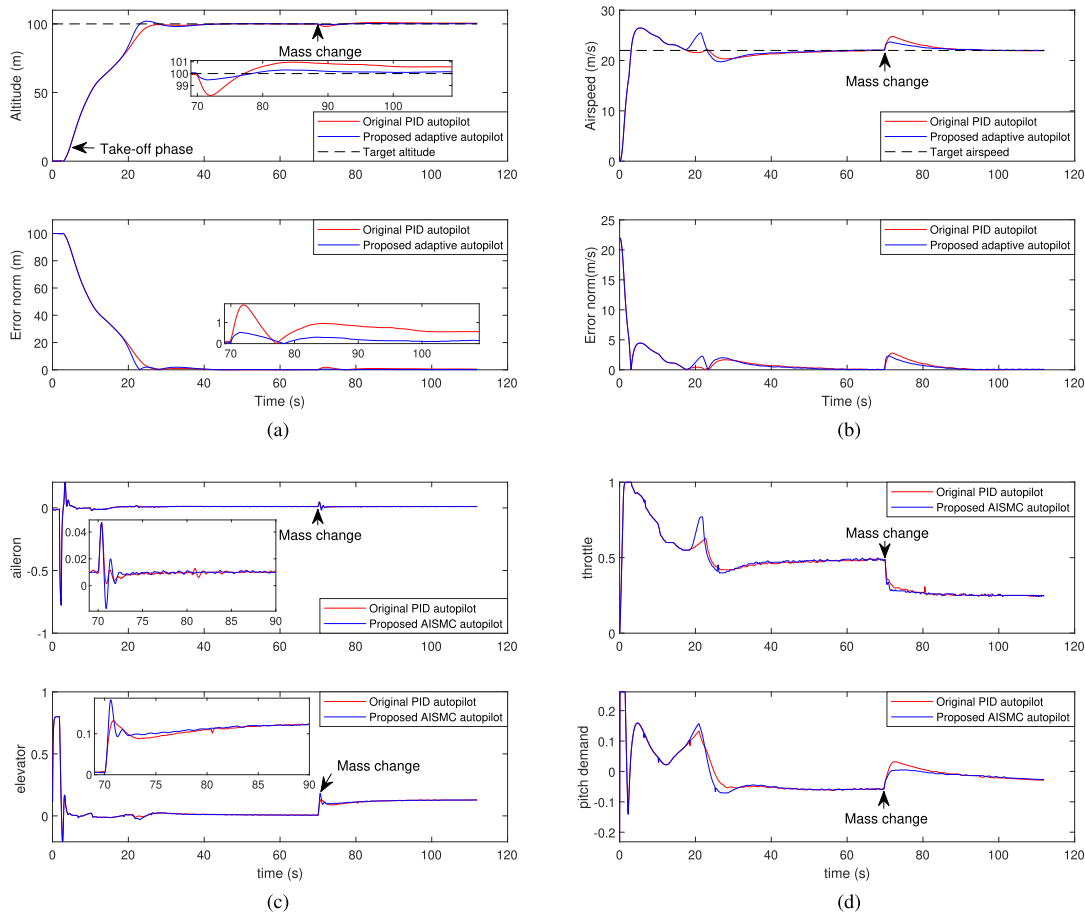 Altitude (m)
100
50
0
0
20
40
60
80
100
120
Mass change
101
100
99
70
80
90
100
Take-off phase
Original PID autopilot
Proposed adaptive autopilot
Target altitude
Error norm (m)
100
80
60
40
20
0
0
20
40
60
80
100
120
Original PID autopilot
Proposed adaptive autopilot
1
0
70
80
90
100
Time (s)
(a)
Airspeed (m/s)
30
20
10
0
0
20
40
60
80
100
120
Mass change
Original PID autopilot
Proposed adaptive autopilot
Target airspeed
Error norm(m/s)
25
20
15
10
5
0
0
20
40
60
80
100
120
Original PID autopilot
Proposed adaptive autopilot
Time (s)
(b)
aileron
0
-0.5
-1
0
20
40
60
80
100
120
Mass change
0.04
0.02
0
70
75
80
85
90
Original PID autopilot
Proposed AISMC autopilot
elevator
1
0.5
0
0
20
40
60
80
100
120
Original PID autopilot
Proposed AISMC autopilot
0.1
0
70
75
80
85
90
Mass change
time (s)
(c)
throttle
1
0.5
0
0
20
40
60
80
100
120
Original PID autopilot
Proposed AISMC autopilot
Mass change
pitch demand
0.2
0.1
0
-0.1
-0.2
0
20
40
60
80
100
120
Original PID autopilot
Proposed AISMC autopilot
Mass change
time (s)
(d)